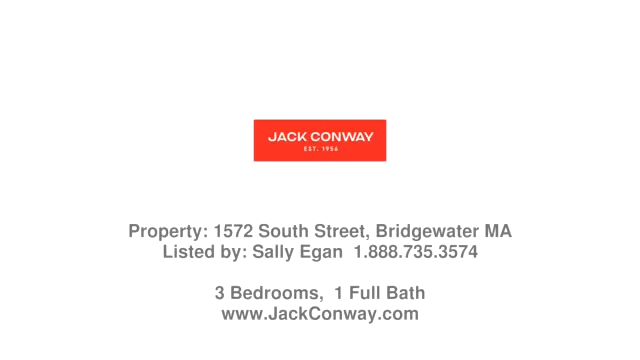 JACK CONWAY
EST. 1956
Property: 1572 South Street, Bridgewater MA
Listed by: Sally Egan  1.888.735.3574
3 Bedrooms,  1 Full Bath
www.JackConway.com